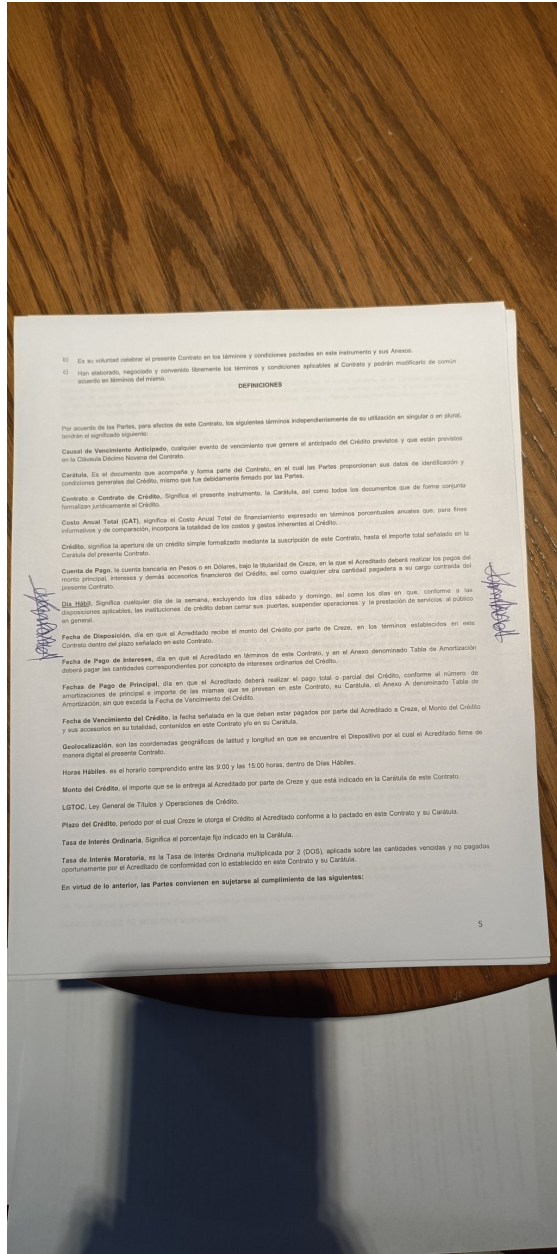 b) Es su voluntad celebrar el presente Contrato en los términos y condiciones pactadas en este instrumento y sus Anexos.
c) Han elaborado, negociado y convenido libremente los términos y condiciones aplicables al Contrato y podrán modificarlo de común
acuerdo en términos del mismo.
DEFINICIONES
Por acuerdo de las Partes, para efectos de este Contrato, los siguientes términos independientemente de su utilización en singular o en plural,
tendrán el significado siguiente:
Causal de Vencimiento Anticipado, cualquier evento de vencimiento que genere el anticipado del Crédito previstos y que están previstos
en la Cláusula Décimo Novena del Contrato.
Carátula, Es el documento que acompaña y forma parte del Contrato, en el cual las Partes proporcionan sus datos de identificación y
condiciones generales del Crédito, mismo que fue debidamente firmado por las Partes.
Contrato o Contrato de Crédito, Significa el presente instrumento, la Carátula, así como todos los documentos que de forma conjunta
formalizan jurídicamente el Crédito.
Costo Anual Total (CAT), significa el Costo Anual Total de financiamiento expresado en términos porcentuales anuales que, para fines
informativos y de comparación, incorpora la totalidad de los costos y gastos inherentes al Crédito.
Crédito, significa la apertura de un crédito simple formalizado mediante la suscripción de este Contrato, hasta el importe total señalado en la
Carátula del presente Contrato.
Cuenta de Pago, la cuenta bancaria en Pesos o en Dólares, bajo la titularidad de Creze, en la que el Acreditado deberá realizar los pagos del
monto principal, intereses y demás accesorios financieros del Crédito, así como cualquier otra cantidad pagadera a su cargo contraída del
presente Contrato.
Día Hábil, Significa cualquier día de la semana, excluyendo los días sábado y domingo, así como los días en que, conforme a las
disposiciones aplicables, las instituciones de crédito deban cerrar sus puertas, suspender operaciones y la prestación de servicios al público
en general.
Fecha de Disposición, día en que el Acreditado recibe el monto del Crédito por parte de Creze, en los términos establecidos en este
Contrato dentro del plazo señalado en este Contrato.
Fecha de Pago de Intereses, día en que el Acreditado en términos de este Contrato, y en el Anexo denominado Tabla de Amortización
deberá pagar las cantidades correspondientes por concepto de intereses ordinarios del Crédito.
Fechas de Pago de Principal, día en que el Acreditado deberá realizar el pago total o parcial del Crédito, conforme al número de
amortizaciones de principal e importe de las mismas que se prevean en este Contrato, su Carátula, el Anexo A denominado Tabla de
Amortización, sin que exceda la Fecha de Vencimiento del Crédito.
Fecha de Vencimiento del Crédito, la fecha señalada en la que deben estar pagados por parte del Acreditado a Creze, el Monto del Crédito
y sus accesorios en su totalidad, contenidos en este Contrato y/o en su Carátula.
Geolocalización, son las coordenadas geográficas de latitud y longitud en que se encuentre el Dispositivo por el cual el Acreditado firme de
manera digital el presente Contrato.
Horas Hábiles, es el horario comprendido entre las 9:00 y las 15:00 horas, dentro de Días Hábiles.
Monto del Crédito, el importe que se le entrega al Acreditado por parte de Creze y que está indicado en la Carátula de este Contrato.
LGTOC, Ley General de Títulos y Operaciones de Crédito.
Plazo del Crédito, periodo por el cual Creze le otorga el Crédito al Acreditado conforme a lo pactado en este Contrato y su Carátula.
Tasa de Interés Ordinaria, Significa el porcentaje fijo indicado en la Carátula.
Tasa de Interés Moratoria, es la Tasa de Interés Ordinaria multiplicada por 2 (DOS), aplicada sobre las cantidades vencidas y no pagadas
oportunamente por el Acreditado de conformidad con lo establecido en este Contrato y su Carátula.
En virtud de lo anterior, las Partes convienen en sujetarse al cumplimiento de las siguientes:
5